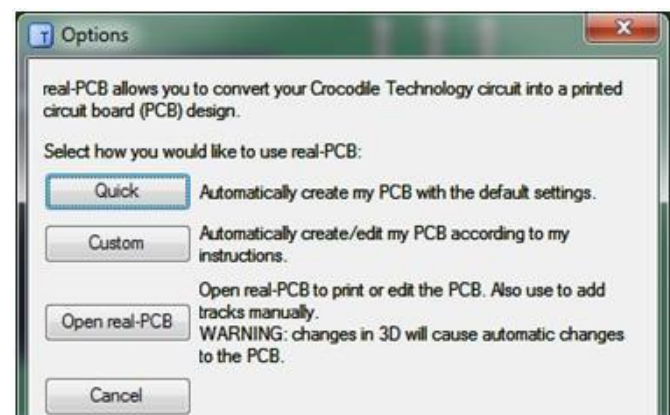 Options
real-PCB allows you to convert your Crocodile Technology circuit into a printed
circuit board (PCB) design.
Select how you would like to use real-PCB:
Quick Automatically create my PCB with the default settings.
Custom Automatically create/edit my PCB according to my
instructions.
Open real-PCB to print or edit the PCB. Also use to add
Open real-PCB tracks manually.
WARNING: changes in 3D will cause automatic changes
to the PCB.
Cancel